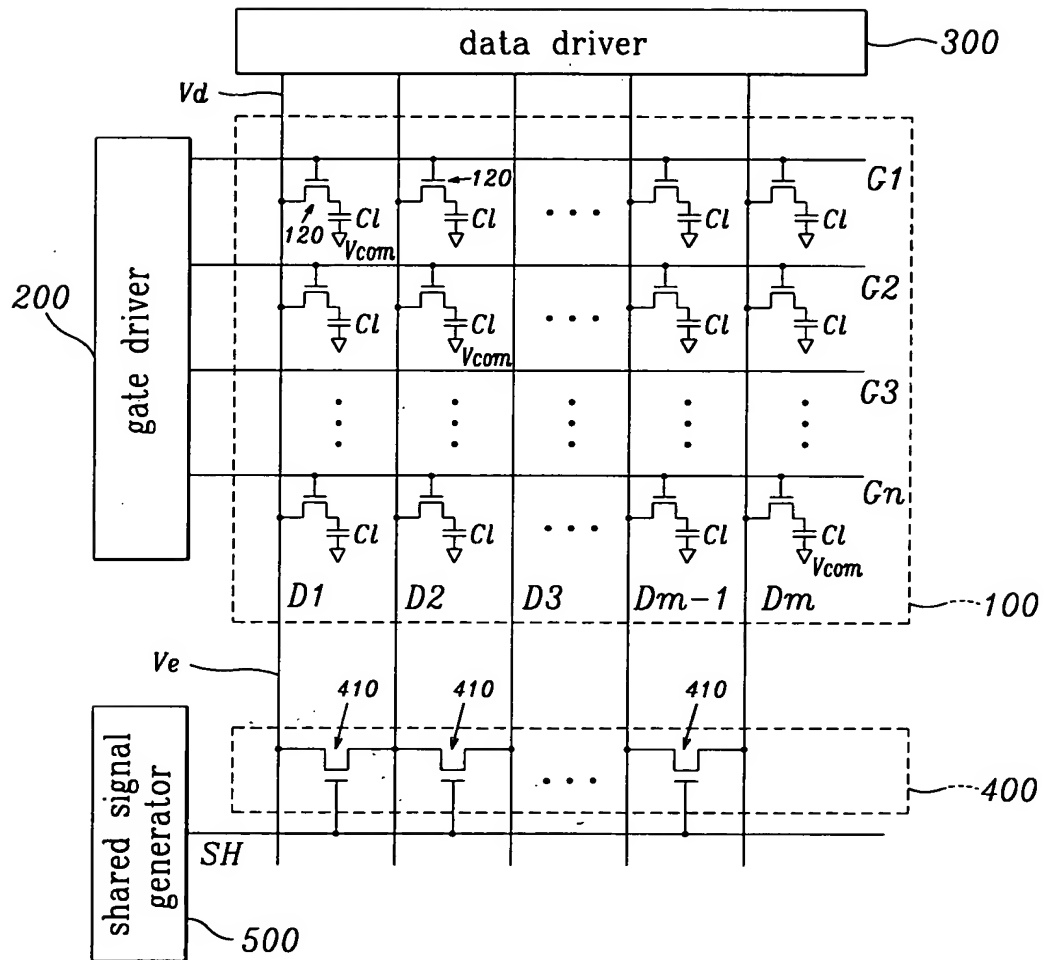 data driver
300
Vd
gate driver
200
G1
120
120
Cl
Cl
Cl
Cl
Vcom
G2
Cl
Cl
Cl
Cl
Vcom
G3
Gn
Cl
Cl
Cl
Cl
Vcom
D1
D2
D3
Dm-1
Dm
100
Ve
410
410
410
400
shared signal
generator
SH
500